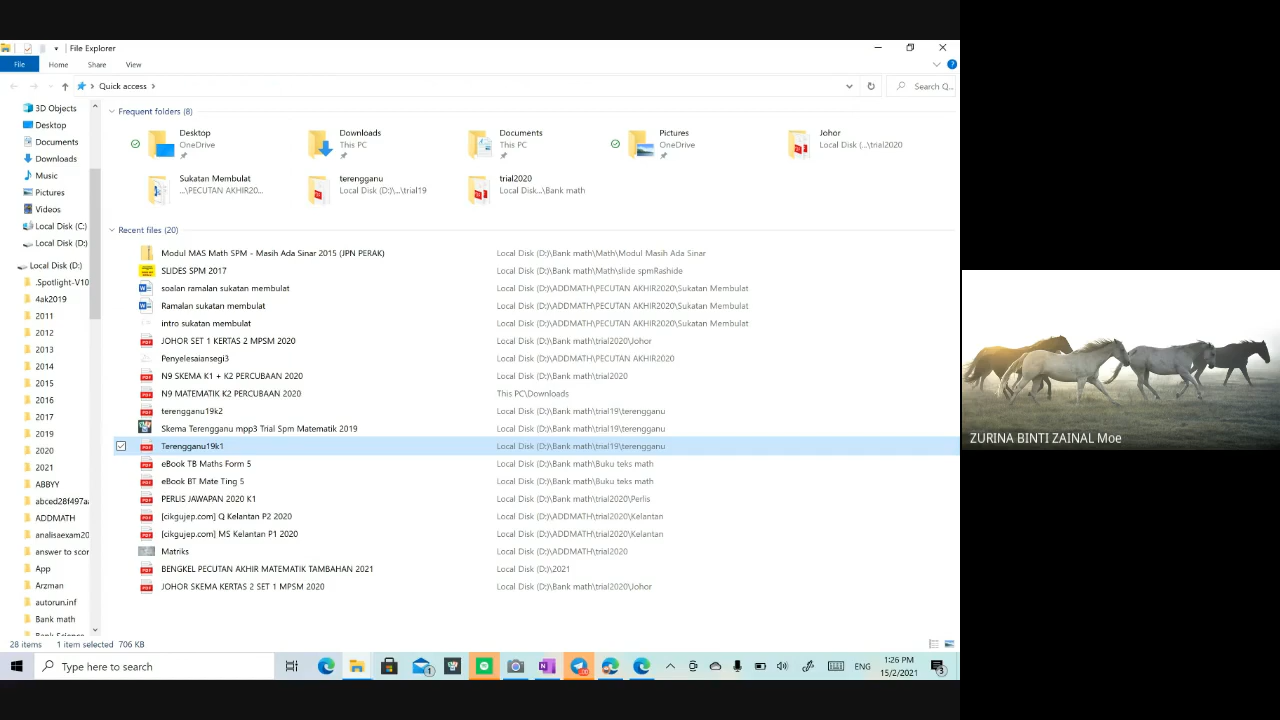 File Explorer
File Home Share View
Quick access
Search Q...
3D Objects
Desktop
Documents
Downloads
Music
Pictures
Videos
Local Disk (C:)
Local Disk (D:)
Local Disk (D:)
.Spotlight-V10
4ak2019
2011
2012
2013
2014
2015
2016
2017
2019
2020
2021
ABBYY
abced28f497a
ADDMATH
analisaexam20
answer to scor
App
Arzman
autorun.inf
Bank math
Bank Science
Frequent folders (8)
Desktop
OneDrive
Downloads
This PC
Documents
This PC
Pictures
OneDrive
Johor
Local Disk (...\trial2020
Sukatan Membulat
...\PECUTAN AKHIR20...
terengganu
Local Disk (D:)\...\trial19
trial2020
Local Disk...\Bank math
Recent files (20)
Modul MAS Math SPM - Masih Ada Sinar 2015 (JPN PERAK) Local Disk (D:)\Bank math\Math\Modul Masih Ada Sinar
SLIDES SPM 2017 Local Disk (D:)\Bank math\Math\slide spmRashide
soalan ramalan sukatan membulat Local Disk (D:)\ADDMATH\PECUTAN AKHIR2020\Sukatan Membulat
Ramalan sukatan membulat Local Disk (D:)\ADDMATH\PECUTAN AKHIR2020\Sukatan Membulat
intro sukatan membulat Local Disk (D:)\ADDMATH\PECUTAN AKHIR2020\Sukatan Membulat
JOHOR SET 1 KERTAS 2 MPSM 2020 Local Disk (D:)\Bank math\trial2020\Johor
Penyelesaiansegi3 Local Disk (D:)\ADDMATH\PECUTAN AKHIR2020
N9 SKEMA K1 + K2 PERCUBAAN 2020 Local Disk (D:)\Bank math\trial2020
N9 MATEMATIK K2 PERCUBAAN 2020 This PC\Downloads
terengganu19k2 Local Disk (D:)\Bank math\trial19\terengganu
Skema Terengganu mpp3 Trial Spm Matematik 2019 Local Disk (D:)\Bank math\trial19\terengganu
Terengganu19k1 Local Disk (D:)\Bank math\trial19\terengganu
eBook TB Maths Form 5 Local Disk (D:)\Bank math\Buku teks math
eBook BT Mate Ting 5 Local Disk (D:)\Bank math\Buku teks math
PERLIS JAWAPAN 2020 K1 Local Disk (D:)\Bank math\trial2020\Perlis
[cikgujep.com] Q Kelantan P2 2020 Local Disk (D:)\ADDMATH\trial2020\Kelantan
[cikgujep.com] MS Kelantan P1 2020 Local Disk (D:)\ADDMATH\trial2020\Kelantan
Matriks Local Disk (D:)\ADDMATH\trial2020
BENGKEL PECUTAN AKHIR MATEMATIK TAMBAHAN 2021 Local Disk (D:)\2021
JOHOR SKEMA KERTAS 2 SET 1 MPSM 2020 Local Disk (D:)\Bank math\trial2020\Johor
28 items 1 item selected 706 KB
Type here to search
ENG
1:26 PM
15/2/2021
3
ZURINA BINTI ZAINAL Moe